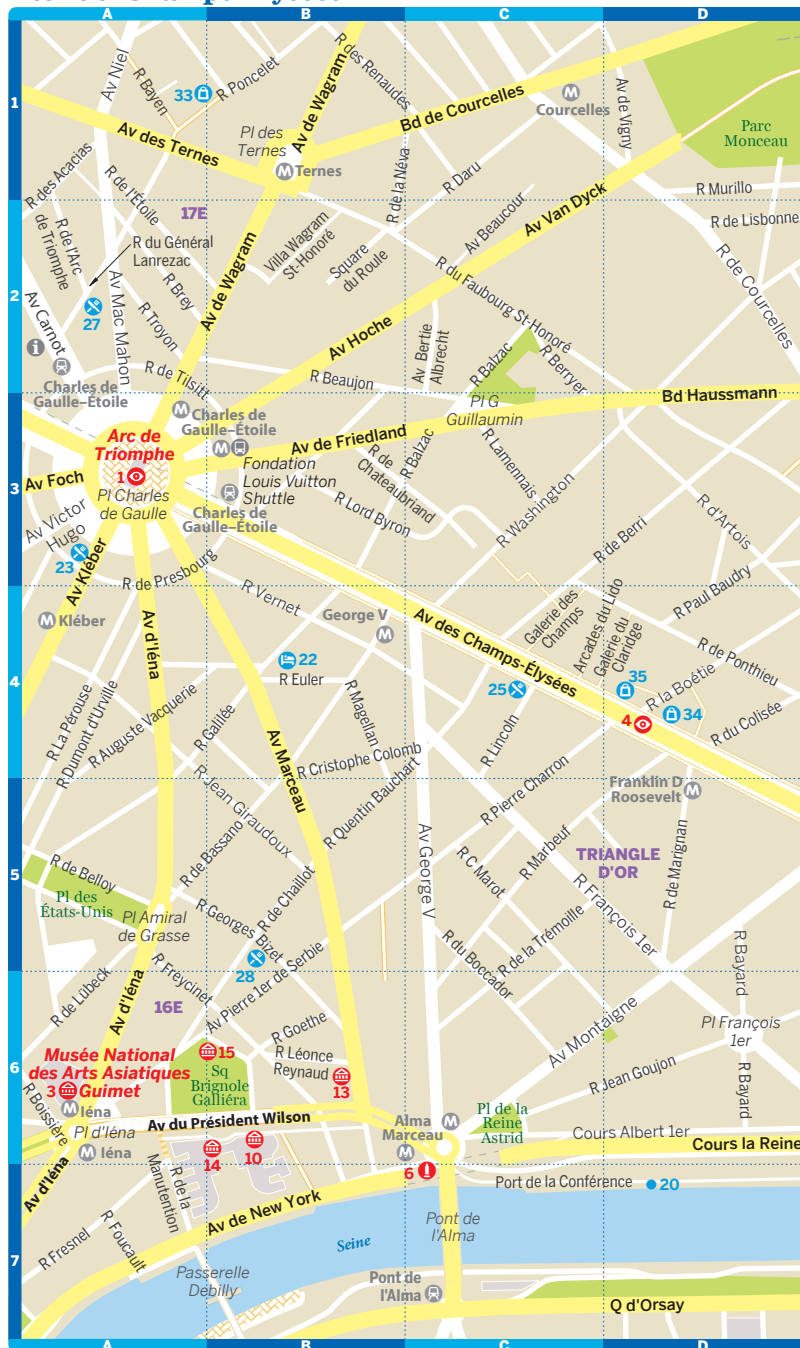 A
B
C
D
1
Av Niel
R Bayen
33
R Poncelet
Av de Wagram
R des Renaudes
Bd de Courcelles
Courcelles
Av de Vigny
Parc
Monceau
Av des Ternes
Pl des
Ternes
Ternes
R des Acacias
R de l'Étoile
R de la Néva
R Daru
R Murillo
17E
R de Lisbonne
Av Van Dyck
Av Beaucour
R de l'Arc
de Triomphe
R du Général
Lanrezac
Villa Wagram
St-Honoré
Square
du Roule
R de Courcelles
2
Av Carnot
27
Av Mac Mahon
R Brey
R Troyon
Av de Wagram
R du Faubourg St-Honoré
Av Hoche
Av Bertie
Albrecht
R Balzac
R Berryer
Charles de
Gaulle–Étoile
R de Tilsitt
R Beaujon
Bd Haussmann
Pl G
Guillaumin
Charles de
Gaulle–Étoile
Arc de
Triomphe
1
Av de Friedland
R Balzac
R Lamennais
3
Av Foch
Pl Charles
de Gaulle
Fondation
Louis Vuitton
Shuttle
R de
Chateaubriand
R Washington
R d'Artois
Av Victor
Hugo
Charles de
Gaulle–Étoile
R Lord Byron
R de Berri
23
Av Kléber
R de Presbourg
R Vernet
George V
Av des Champs-Élysées
Galerie des
Champs
Arcades du Lido
Galerie du
Claridge
R Paul Baudry
Kléber
Av d'Iéna
R de Ponthieu
4
22
R Euler
25
35
R la Boétie
34
4
R du Colisée
R La Pérouse
R Dumont d'Urville
R Auguste Vacquerie
R Galilée
Av Marceau
R Magellan
R Cristophe Colomb
R Lincoln
R Jean Giraudoux
R Quentin Bauchart
R Pierre Charron
Franklin D
Roosevelt
Av George V
R Marbeuf
TRIANGLE
D'OR
R de Marignan
5
R de Belloy
R de Bassano
R C Marot
R François 1er
Pl des
États-Unis
Pl Amiral
de Grasse
R de Chaillot
R Georges Bizet
28
R du Boccador
R de la Trémoille
R Bayard
R de Lübeck
Av d'Iéna
R Freycinet
Av Pierre 1er de Serbie
16E
R Goethe
Av Montaigne
Pl François
1er
6
Musée National
des Arts Asiatiques
3
Guimet
15
R Léonce
Reynaud
13
Sq
Brignole
Galliéra
R Jean Goujon
R Bayard
R Boissière
Iéna
Av du Président Wilson
Alma
Marceau
Pl de la
Reine
Astrid
Cours Albert 1er
Pl d'Iéna
Iéna
14
10
6
Cours la Reine
Av d'Iéna
R de la
Manutention
Port de la Conférence
20
Av de New York
7
R Fresnel
R Foucault
Passerelle
Debilly
Seine
Pont de
l'Alma
Pont de
l'Alma
Q d'Orsay
A
B
C
D